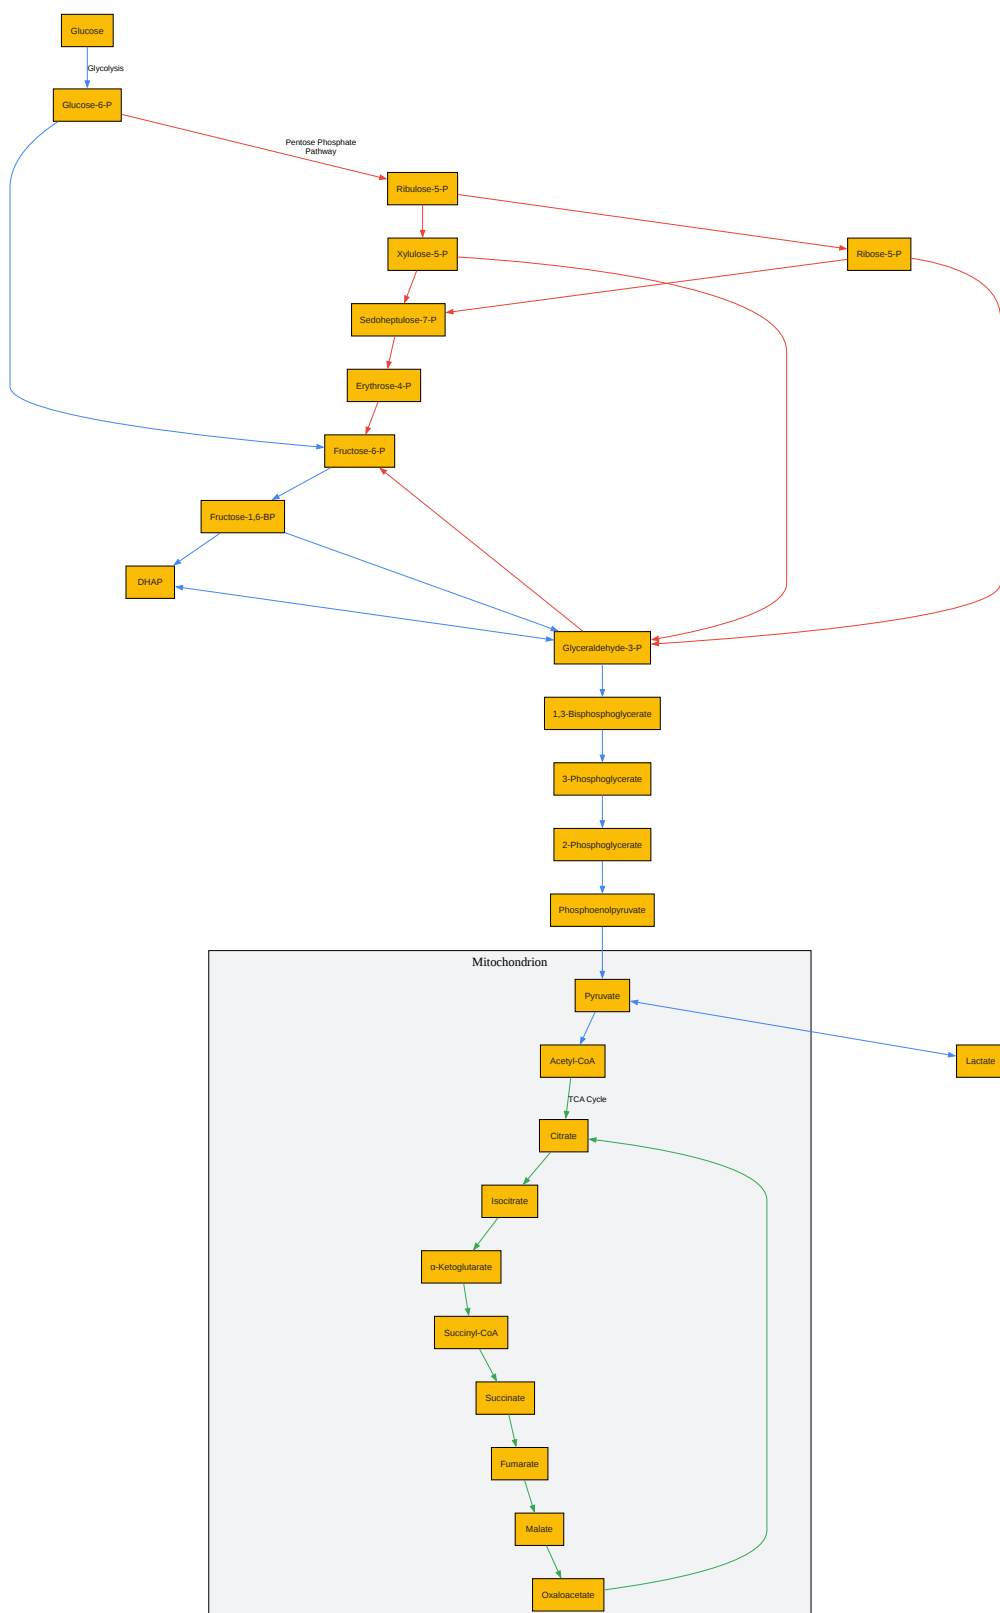 Glucose
Glycolysis
Glucose-6-P
Pentose Phosphate
Pathway
Ribulose-5-P
Xylulose-5-P
Ribose-5-P
Sedoheptulose-7-P
Erythrose-4-P
Fructose-6-P
Fructose-1,6-BP
DHAP
Glyceraldehyde-3-P
1,3-Bisphosphoglycerate
3-Phosphoglycerate
2-Phosphoglycerate
Phosphoenolpyruvate
Mitochondrion
Pyruvate
Acetyl-CoA
Lactate
TCA Cycle
Citrate
Isocitrate
α-Ketoglutarate
Succinyl-CoA
Succinate
Fumarate
Malate
Oxaloacetate